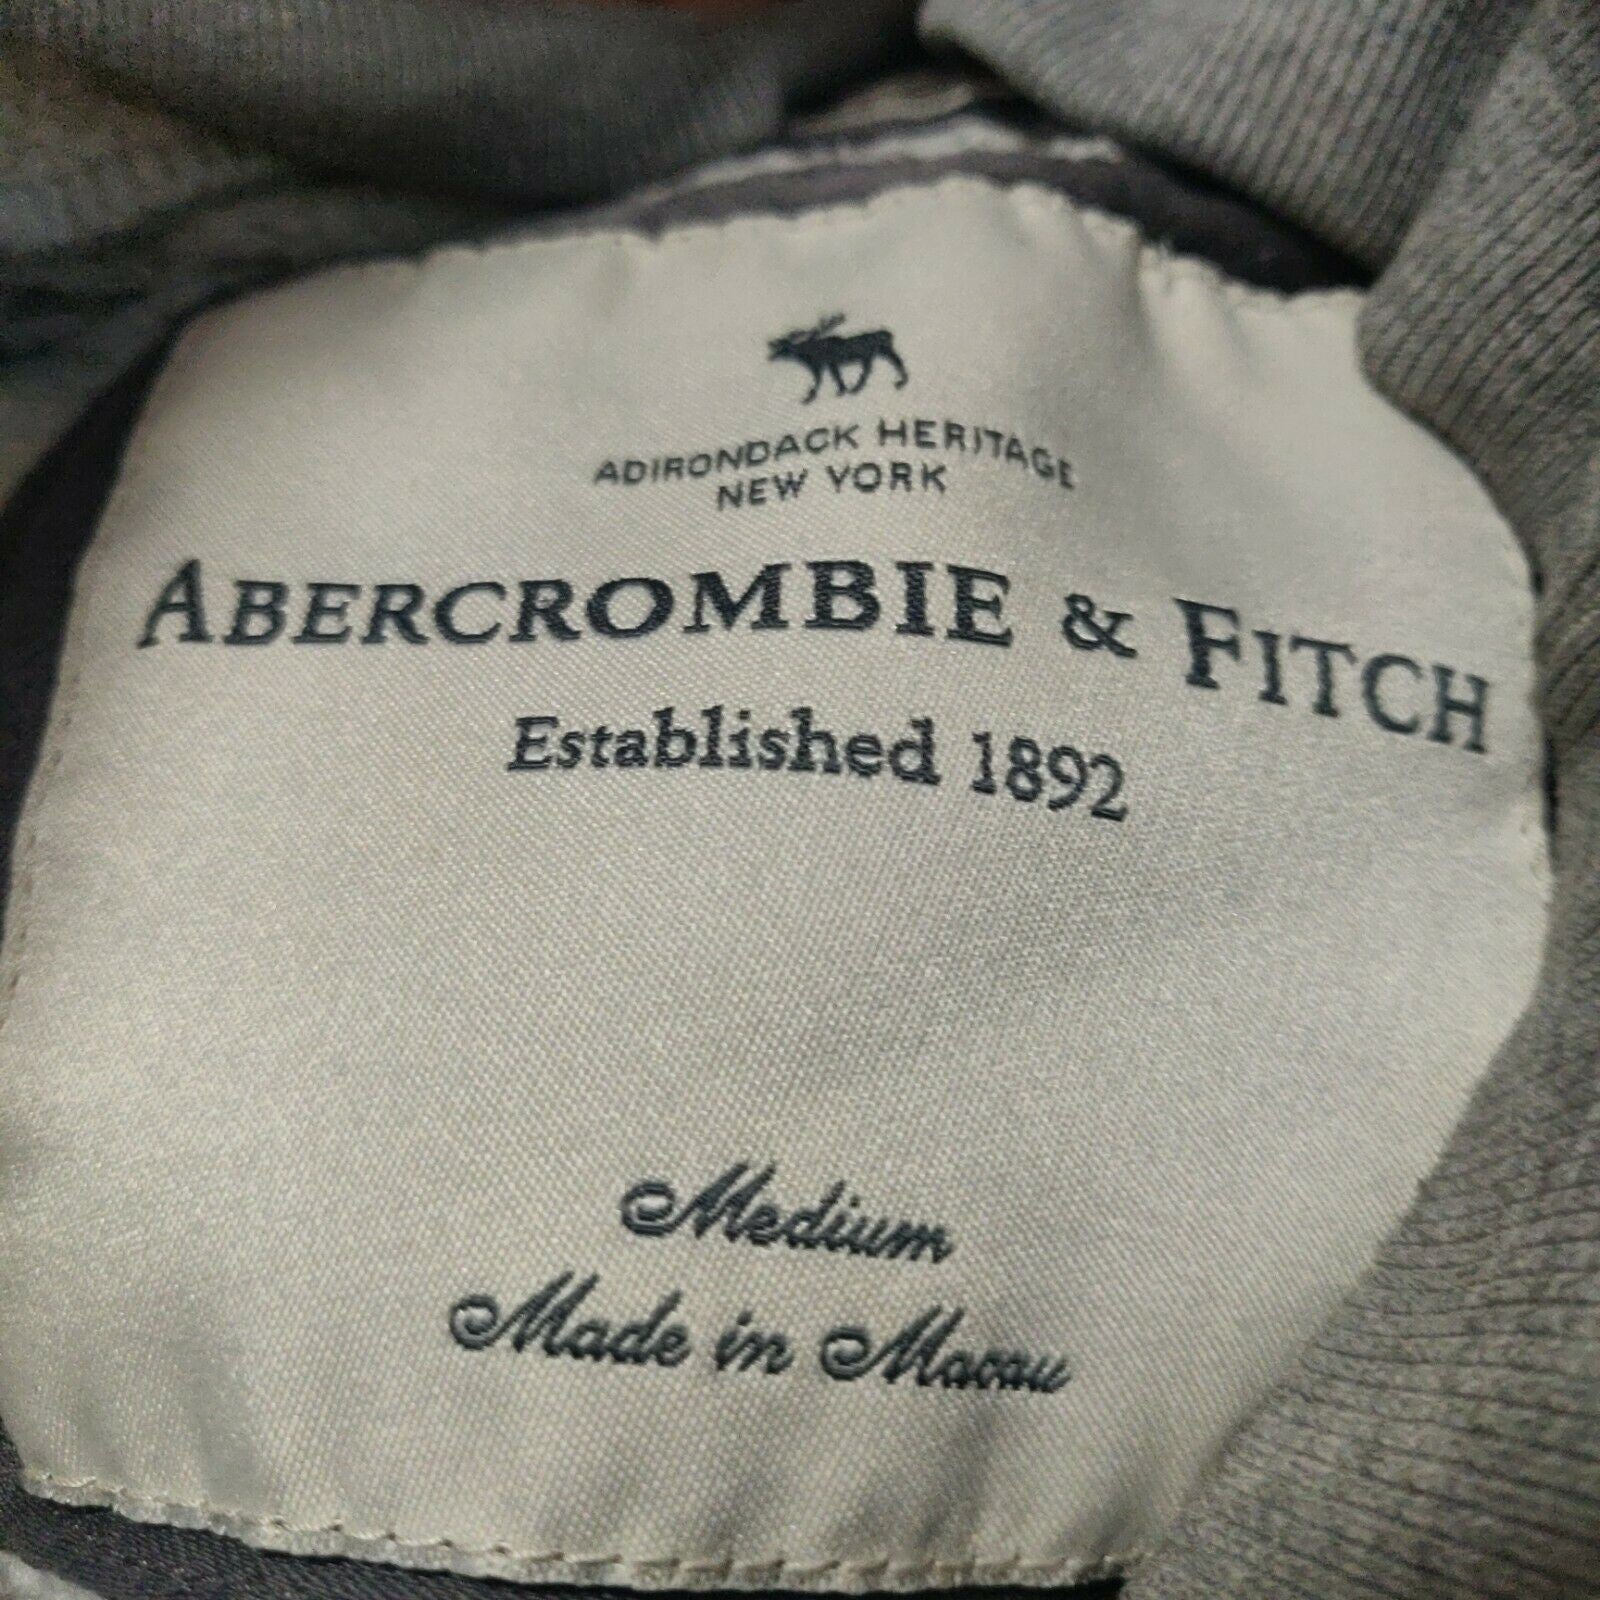 ADIRONDACK HERITAGE
NEW YORK
ABERCROMBIE & FITCH
Established 1892
Medium
Made in Macau